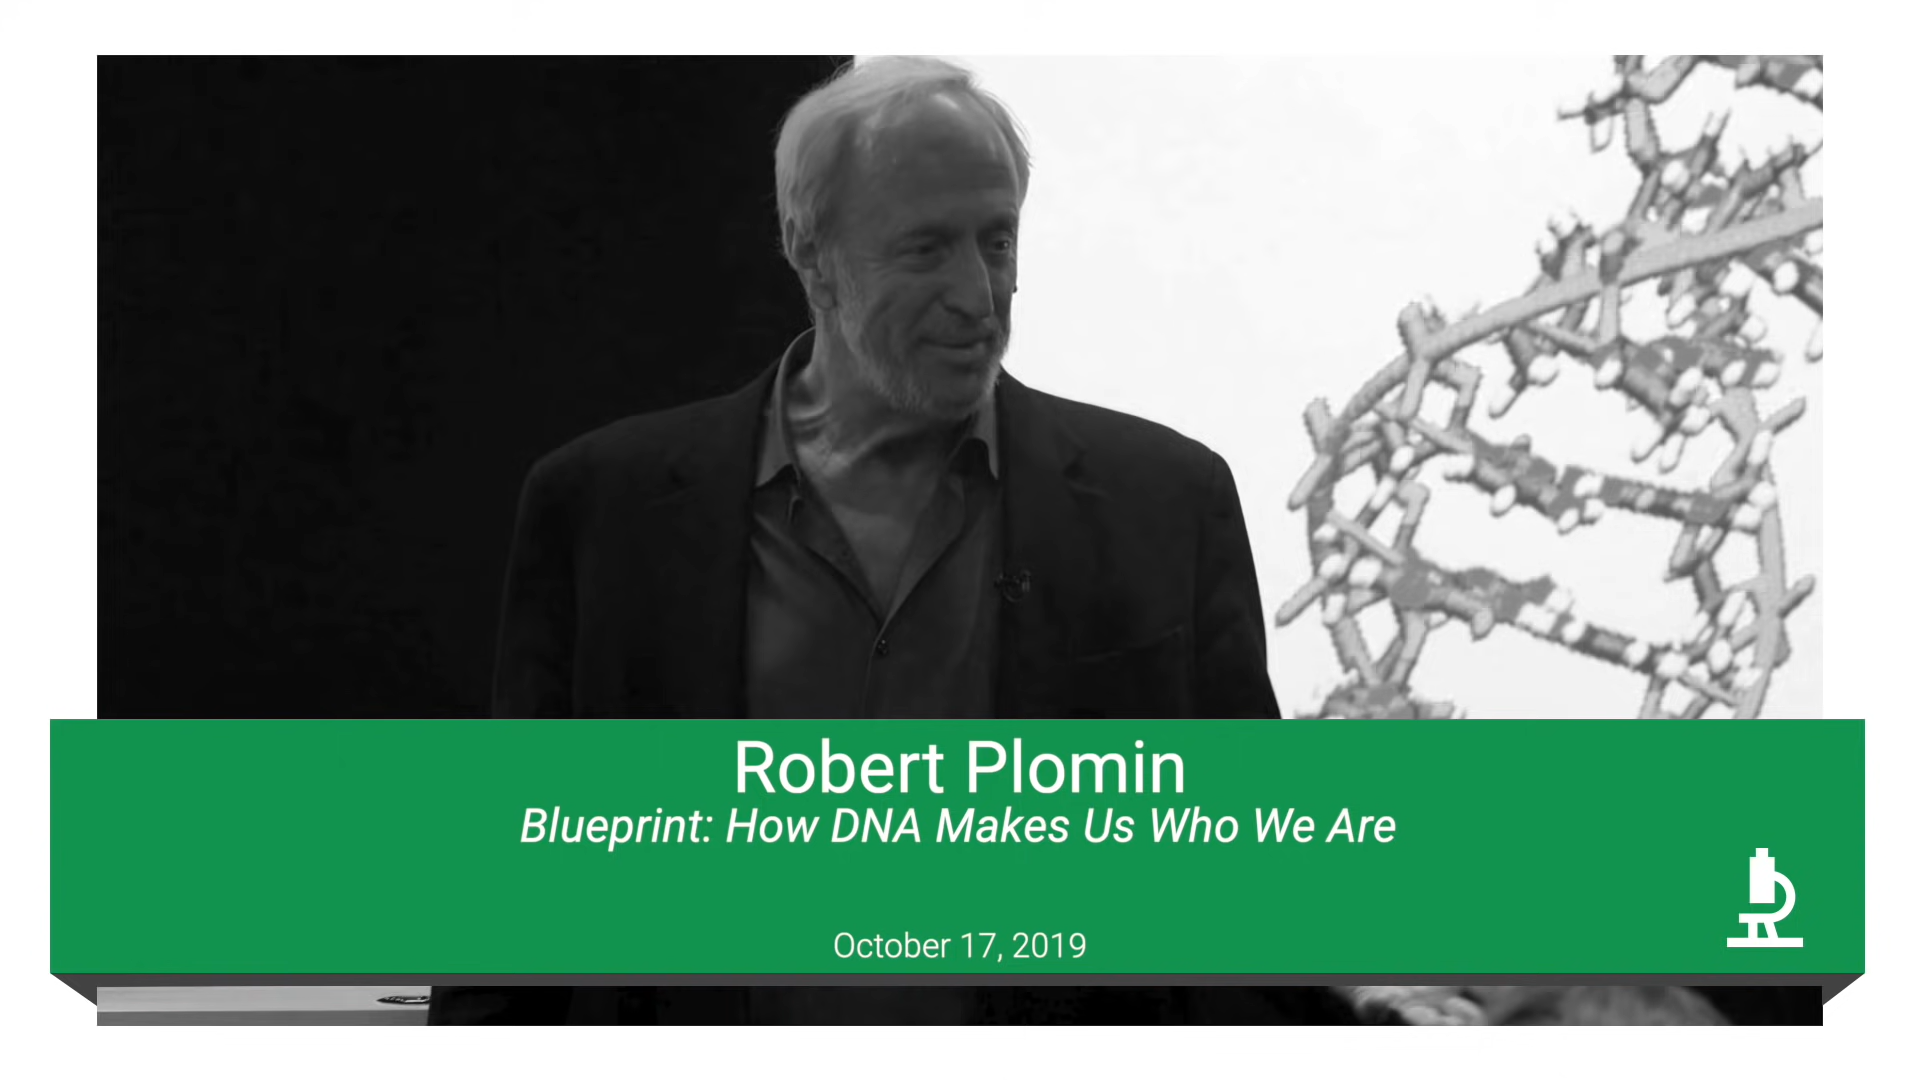 Robert Plomin
Blueprint: How DNA Makes Us Who We Are
October 17, 2019